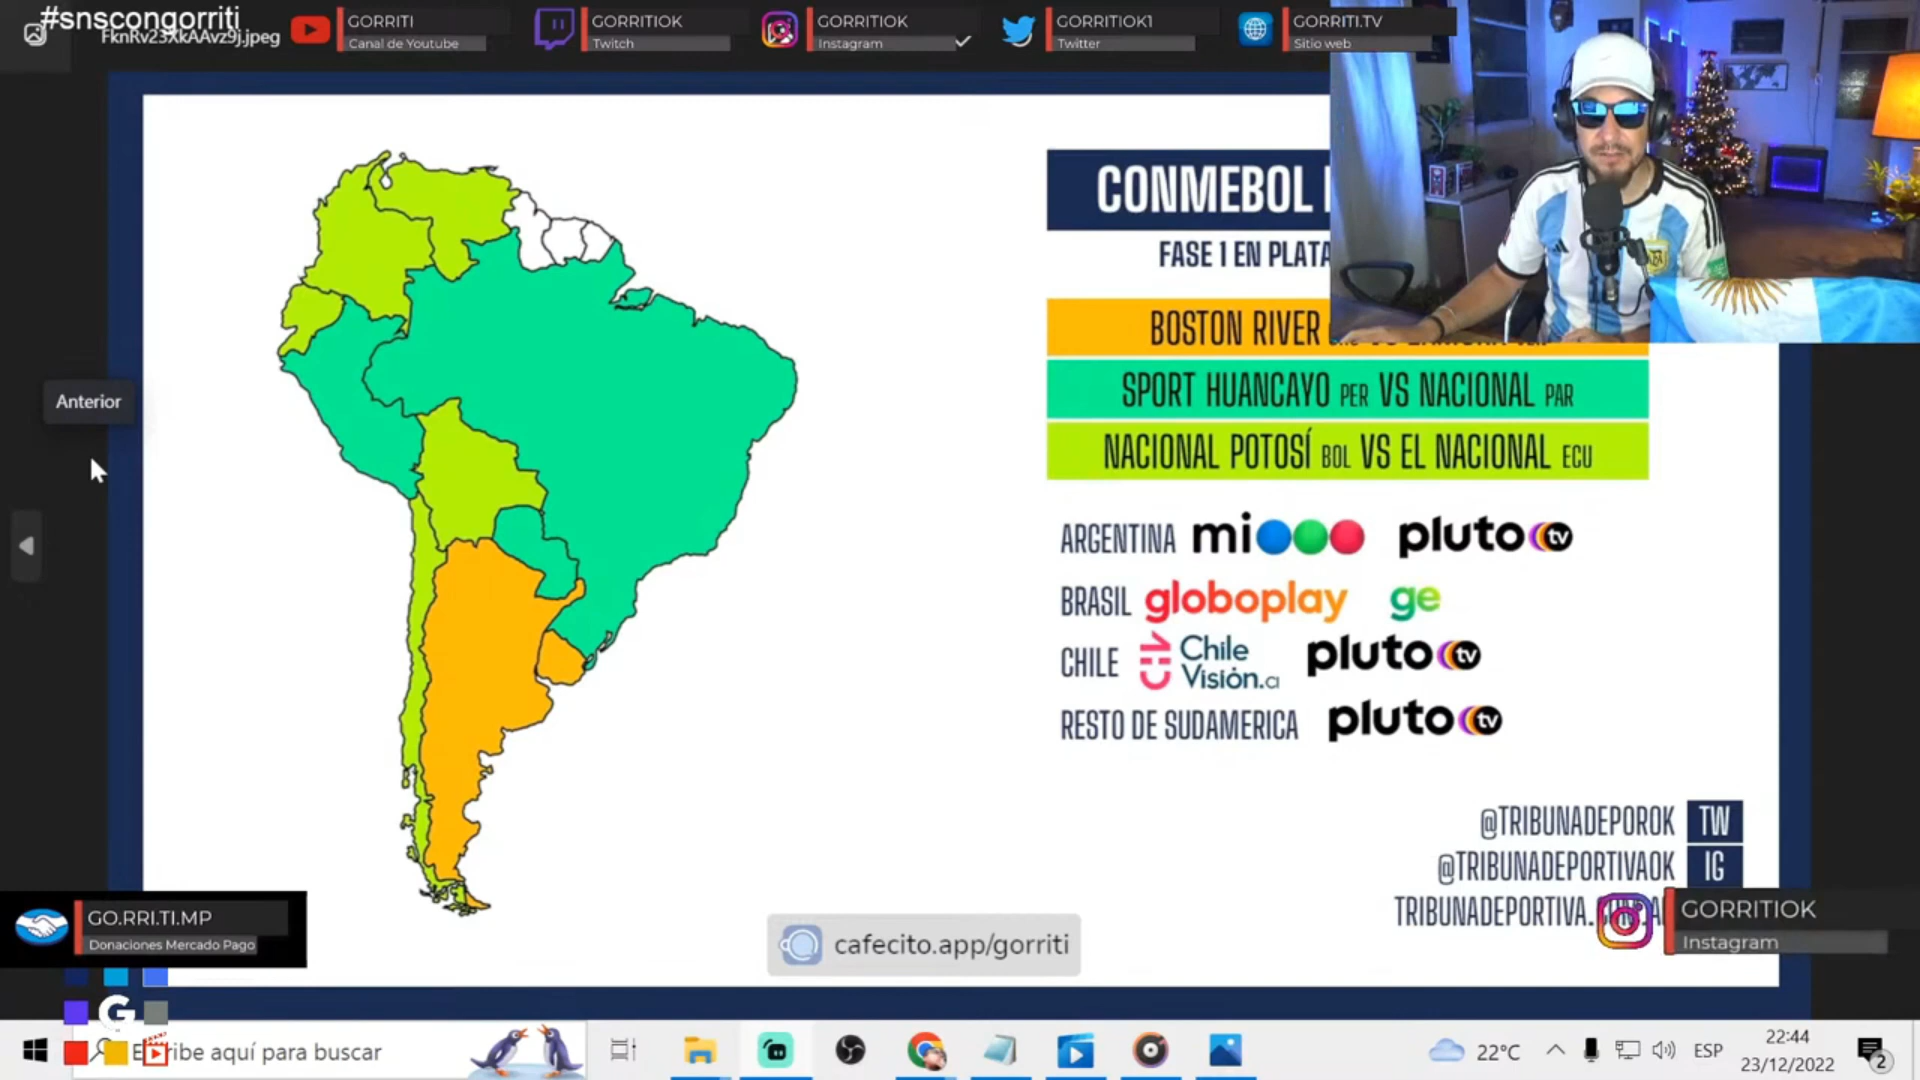 #snscongorriti
FknRv23XkAAvz9j.jpeg
GORRITI
Canal de Youtube
GORRITIOK
Twitch
GORRITIOK
Instagram
GORRITIOK1
Twitter
GORRITI.TV
Sitio web
CONMEBOL
FASE 1 EN PLATA
BOSTON RIVER
SPORT HUANCAYO PER VS NACIONAL PAR
NACIONAL POTOSÍ BOL VS EL NACIONAL ECU
Anterior
ARGENTINA mi pluto tv
BRASIL globoplay ge
CHILE CHV Chile Visión.cl pluto tv
RESTO DE SUDAMERICA pluto tv
@TRIBUNADEPOROK TW
@TRIBUNADEPORTIVAOK IG
TRIBUNADEPORTIVA.
GORRITIOK
Instagram
GO.RRI.TI.MP
Donaciones Mercado Pago
cafecito.app/gorriti
G
ribe aquí para buscar
22°C
ESP
22:44
23/12/2022
2